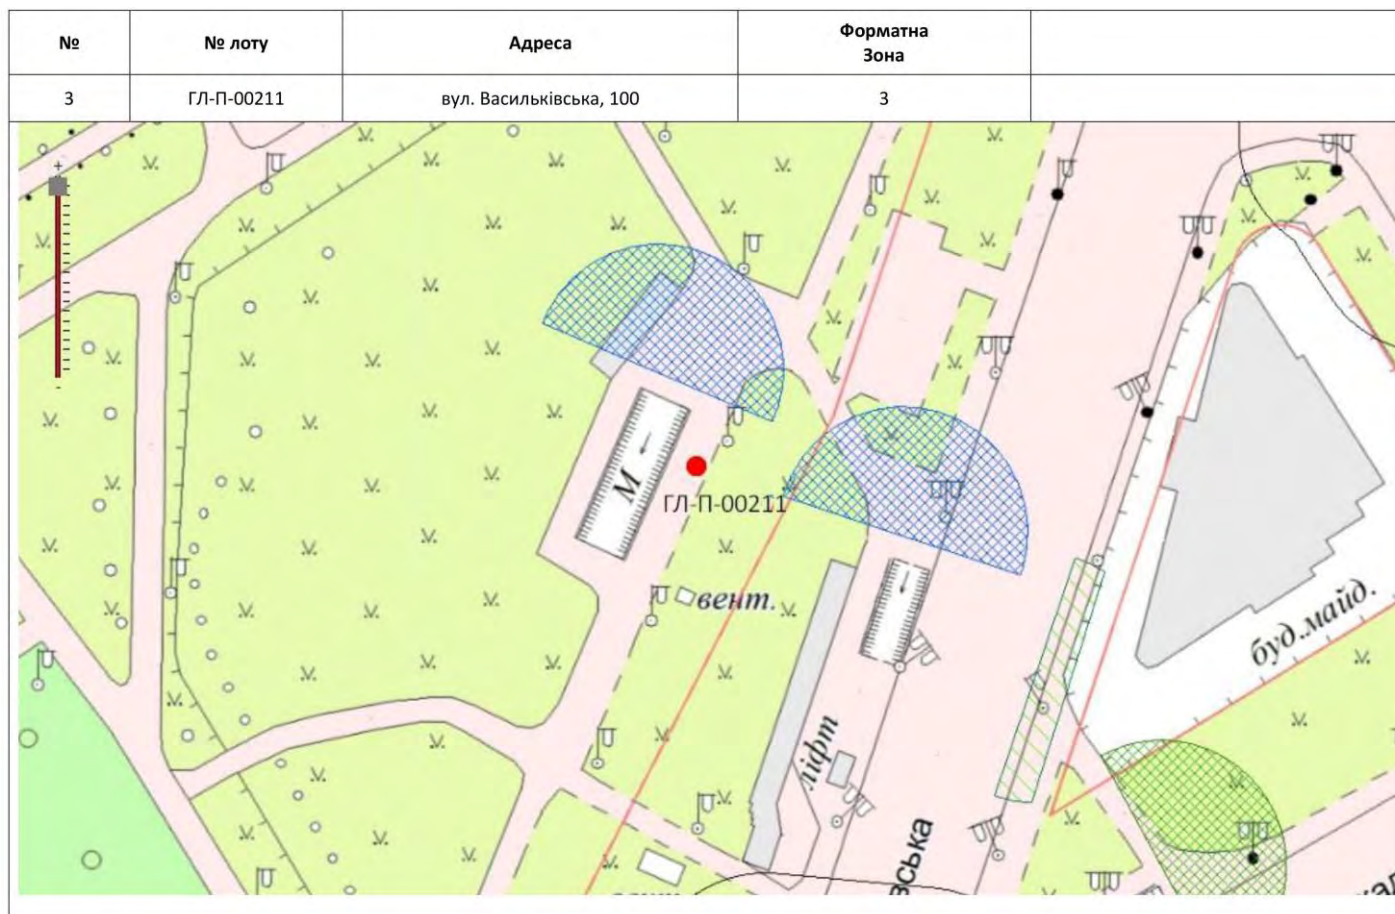 №
№ лоту
Адреса
Форматна
Зона
3
ГЛ-П-00211
вул. Васильківська, 100
3
М
ГЛ-П-00211
вент.
буд.майд.
ліфт